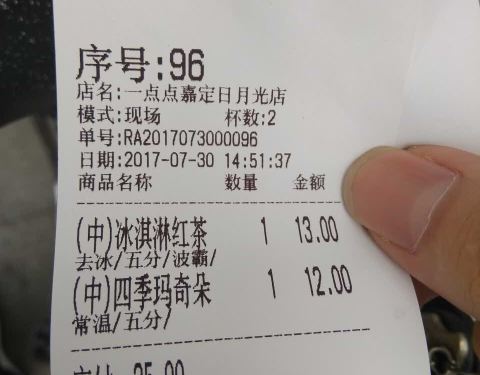 序号:96
店名:一点点嘉定日月光店
模式:现场 杯数:2
单号:RA2017073000096
日期:2017-07-30 14:51:37
商品名称 数量 金额
(中)冰淇淋红茶 1 13.00
去冰/五分/波霸/
(中)四季玛奇朵 1 12.00
常温/五分/
25.00